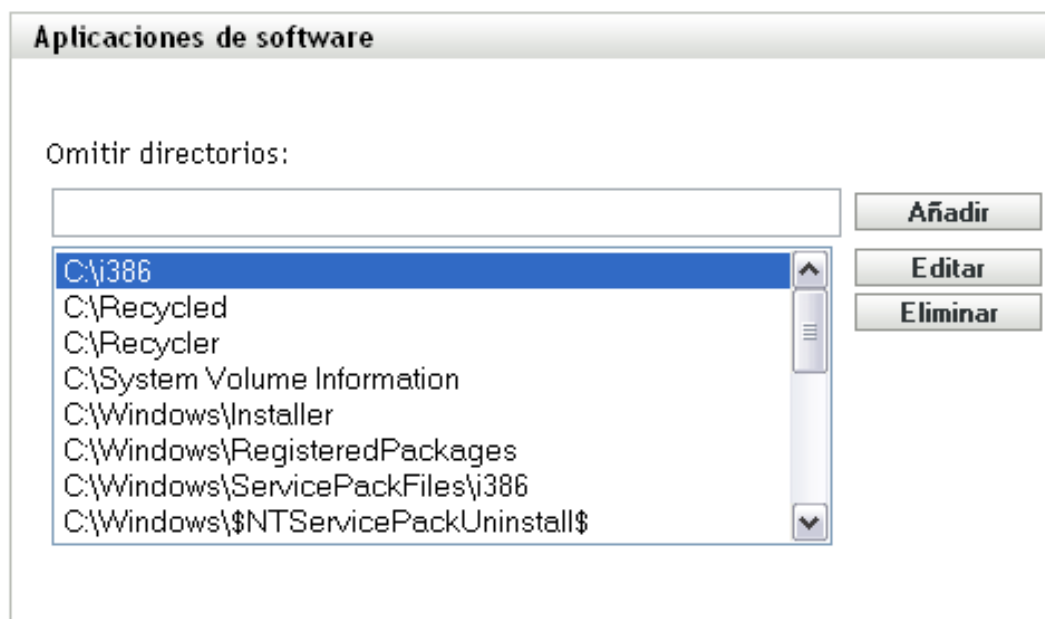 Aplicaciones de software
Omitir directorios:
Añadir
C:\i386
Editar
C:\Recycled
Eliminar
C:\Recycler
C:\System Volume Information
C:\Windows\Installer
C:\Windows\RegisteredPackages
C:\Windows\ServicePackFiles\i386
C:\Windows\$NTServicePackUninstall$